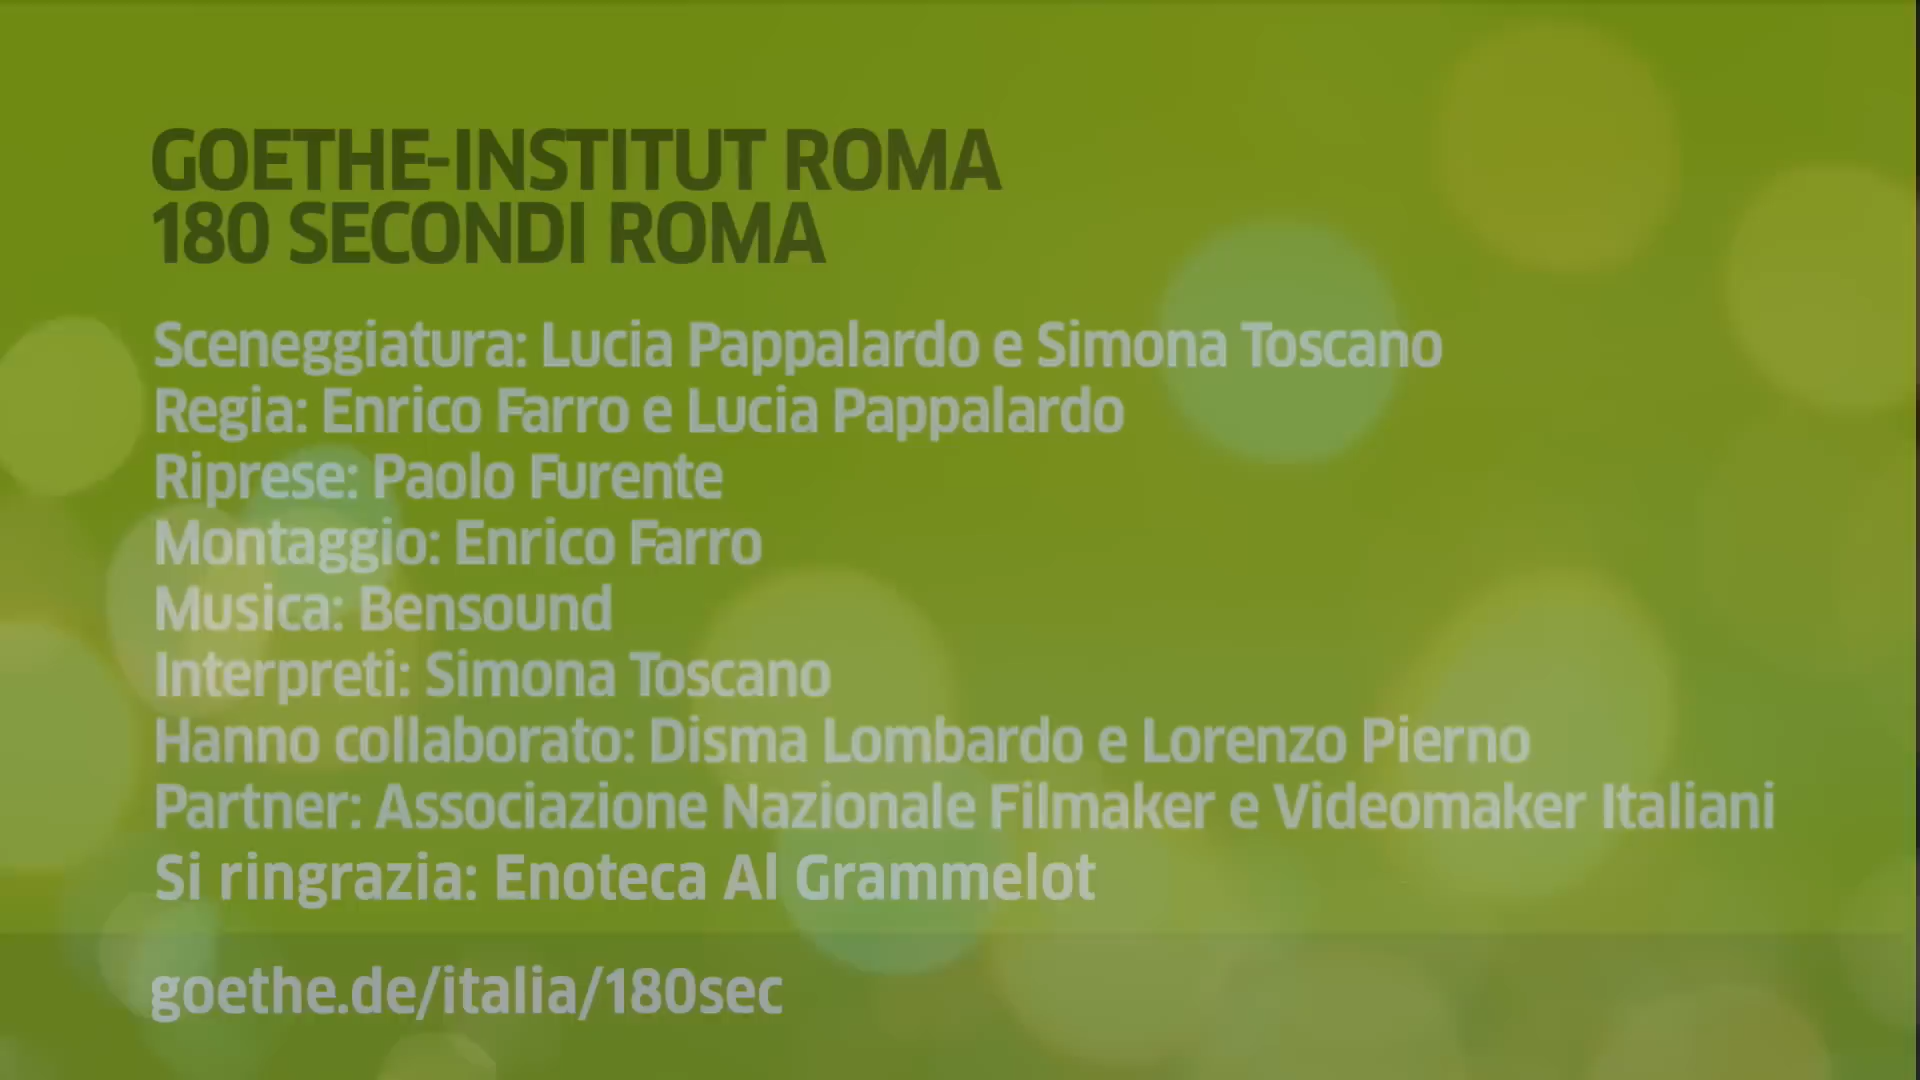 GOETHE-INSTITUT ROMA
180 SECONDI ROMA
Sceneggiatura: Lucia Pappalardo e Simona Toscano
Regia: Enrico Farro e Lucia Pappalardo
Riprese: Paolo Furente
Montaggio: Enrico Farro
Musica: Bensound
Interpreti: Simona Toscano
Hanno collaborato: Disma Lombardo e Lorenzo Pierno
Partner: Associazione Nazionale Filmaker e Videomaker Italiani
Si ringrazia: Enoteca Al Grammelot
goethe.de/italia/180sec